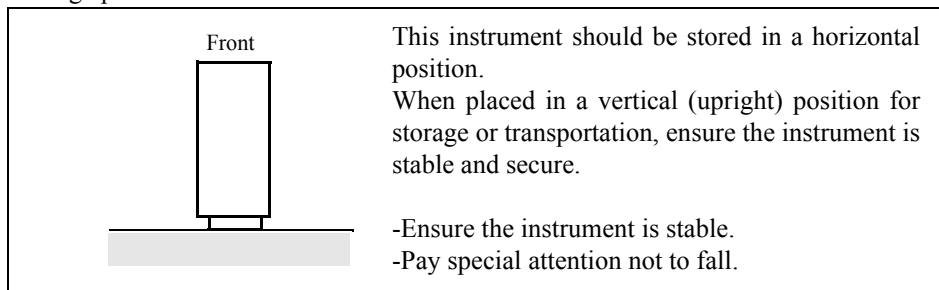 Front
This instrument should be stored in a horizontal
position.
When placed in a vertical (upright) position for
storage or transportation, ensure the instrument is
stable and secure.
-Ensure the instrument is stable.
-Pay special attention not to fall.